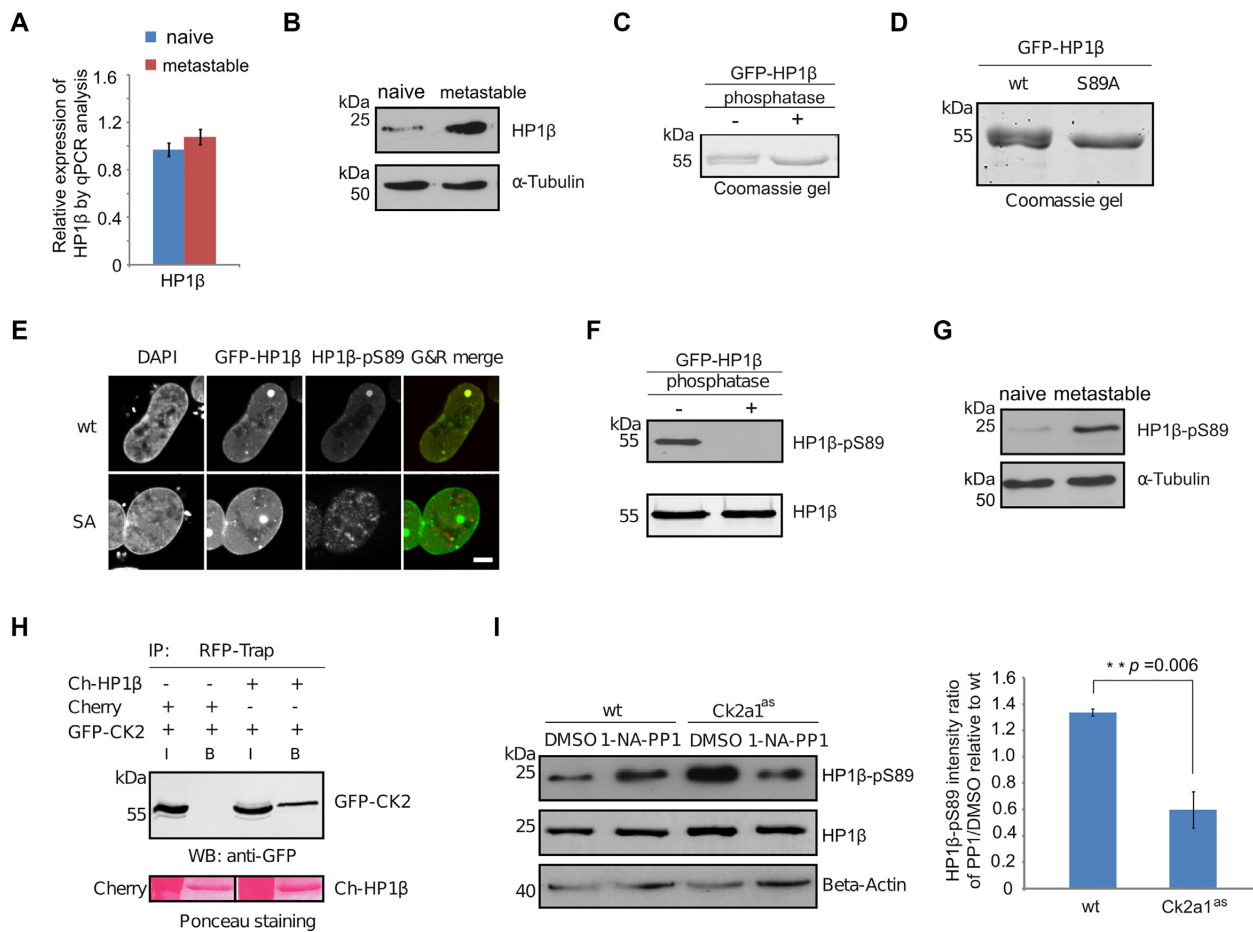 A
naive
metastable
Relative expression of
HP1β by qPCR analysis
1.6
1.2
0.8
0.4
0
HP1β
B
naive metastable
kDa
25
HP1β
kDa
50
α-Tubulin
C
GFP-HP1β
phosphatase
- +
kDa
55
Coomassie gel
D
GFP-HP1β
wt S89A
kDa
55
Coomassie gel
E
DAPI GFP-HP1β HP1β-pS89 G&R merge
wt
SA
F
GFP-HP1β
phosphatase
- +
kDa
55
HP1β-pS89
55
HP1β
G
naive metastable
kDa
25
HP1β-pS89
kDa
50
α-Tubulin
H
IP: RFP-Trap
Ch-HP1β - - + +
Cherry + + - -
GFP-CK2 + + + +
I B I B
kDa
55
GFP-CK2
WB: anti-GFP
Cherry Ch-HP1β
Ponceau staining
I
wt Ck2a1as
DMSO 1-NA-PP1 DMSO 1-NA-PP1
kDa
25
HP1β-pS89
25
HP1β
40
Beta-Actin
HP1β-pS89 intensity ratio
of PP1/DMSO relative to wt
**p =0.006
1.6
1.4
1.2
1
0.8
0.6
0.4
0.2
0
wt Ck2a1as